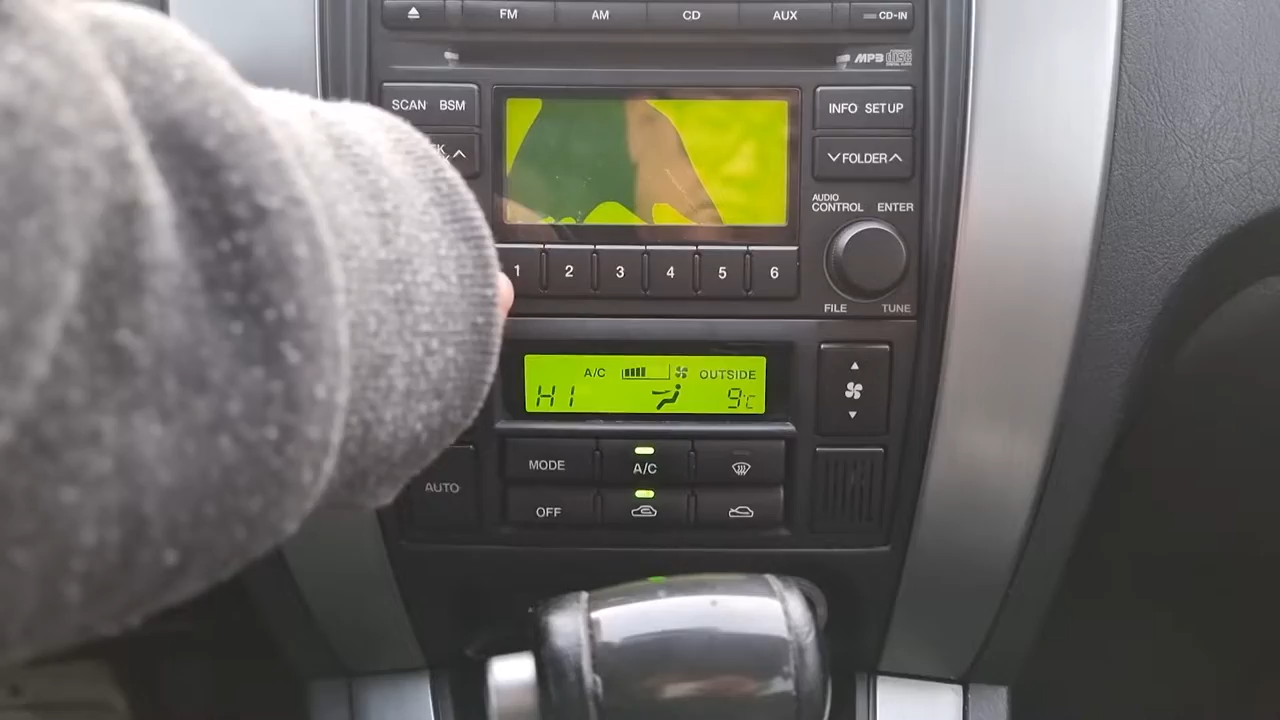 FM AM CD AUX CD-IN
MP3
SCAN BSM
INFO SETUP
K
FOLDER
AUDIO
CONTROL ENTER
1 2 3 4 5 6
FILE TUNE
A/C OUTSIDE
HI 9°C
MODE A/C
AUTO
OFF